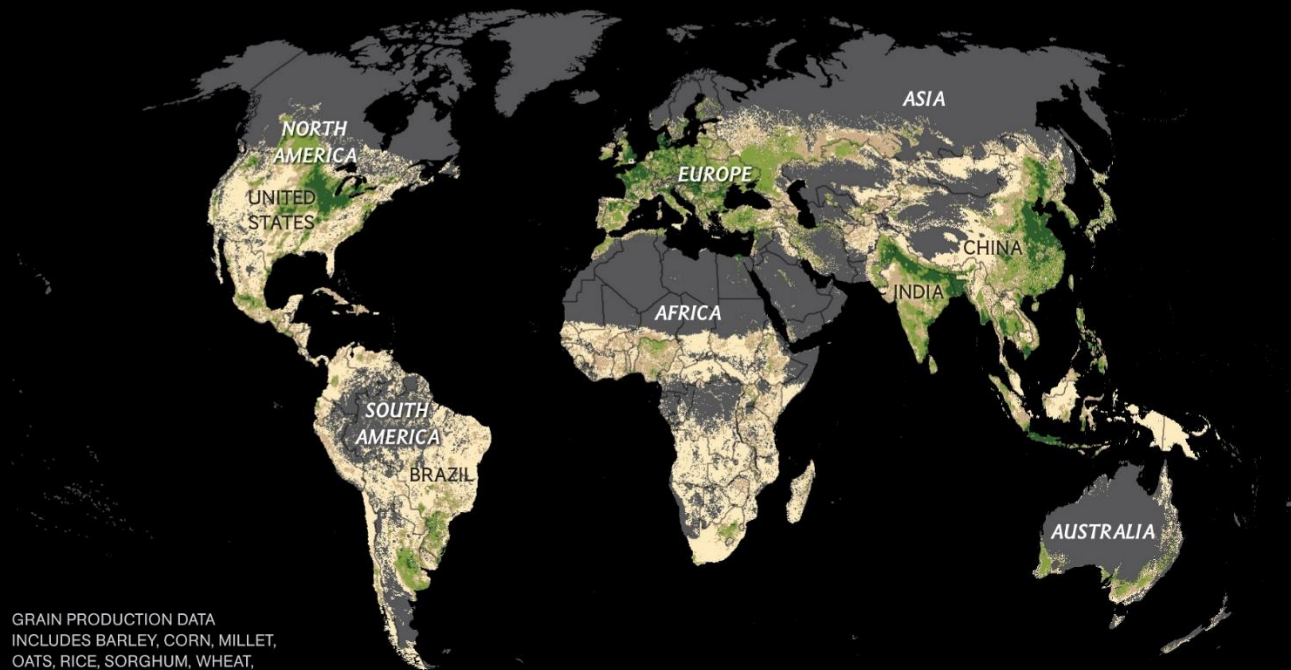 NORTH
AMERICA
UNITED
STATES
SOUTH
AMERICA
BRAZIL
EUROPE
ASIA
AFRICA
CHINA
INDIA
AUSTRALIA
GRAIN PRODUCTION DATA
INCLUDES BARLEY, CORN, MILLET,
OATS, RICE, SORGHUM, WHEAT,